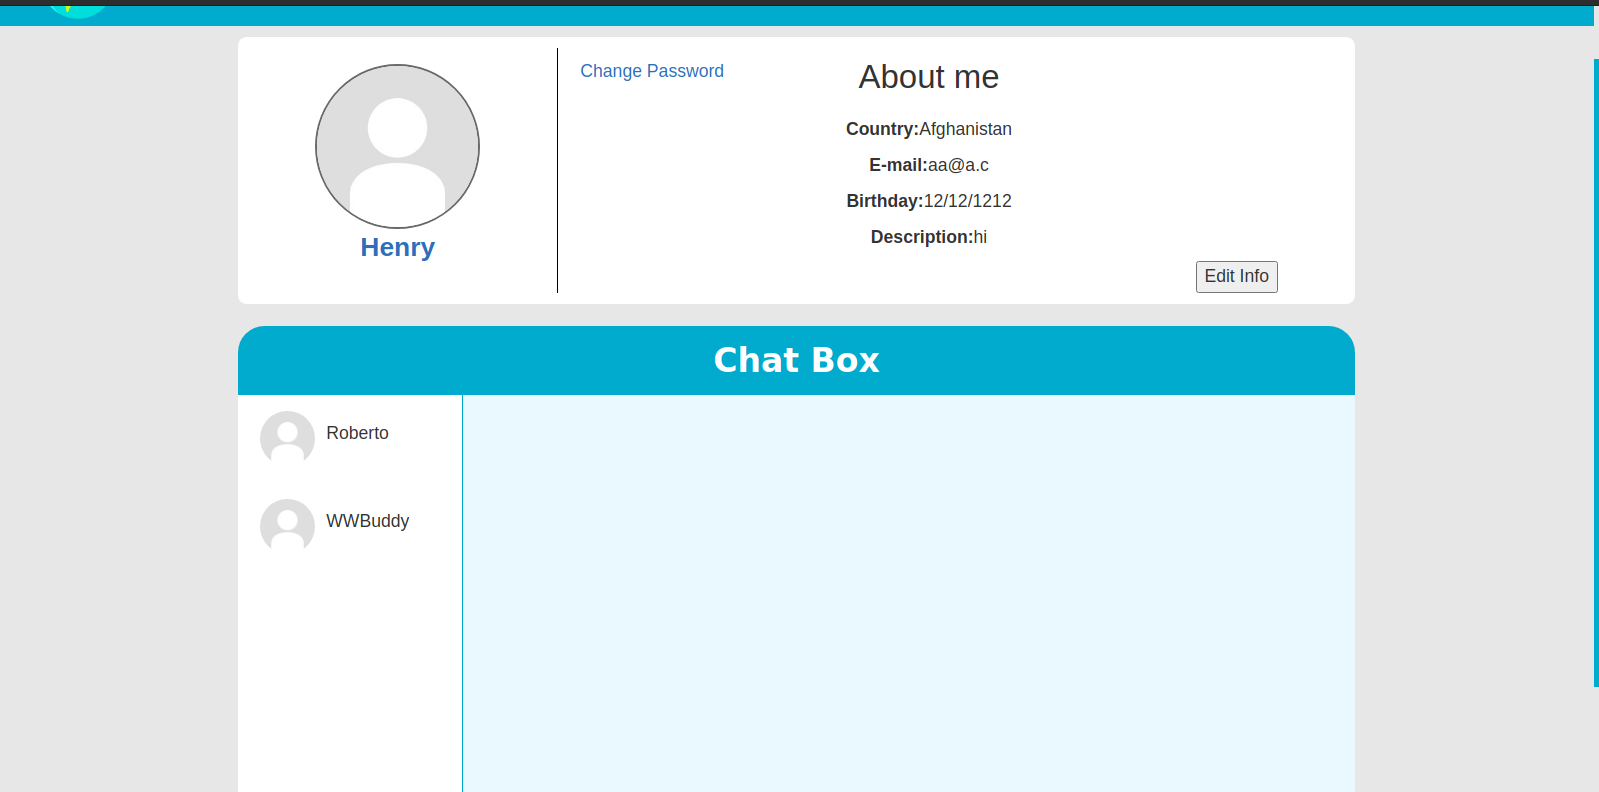 Henry
Change Password
About me
Country:Afghanistan
E-mail:aa@a.c
Birthday:12/12/1212
Description:hi
Edit Info
Chat Box
Roberto
WWBuddy